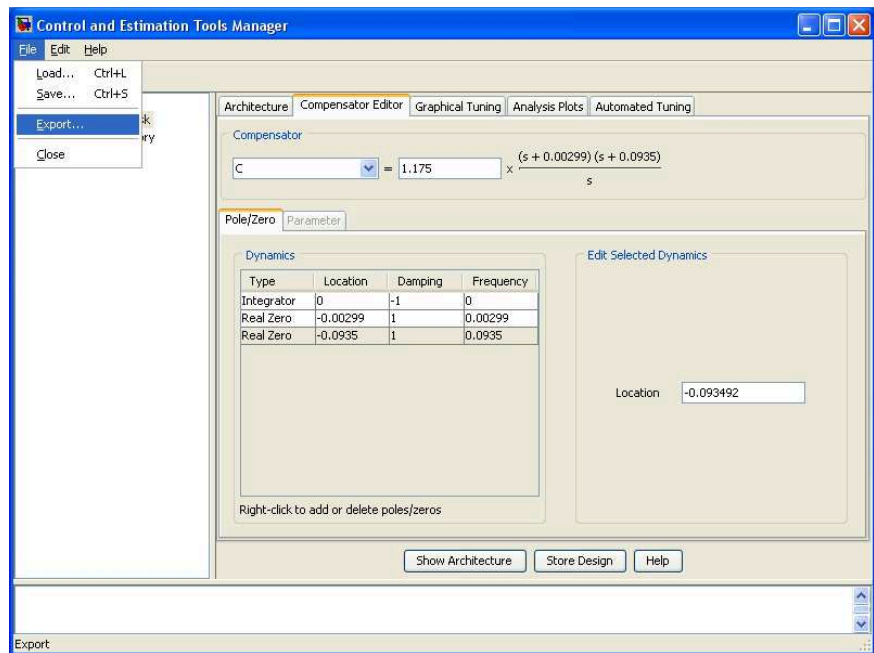 Control and Estimation Tools Manager
File Edit Help
Load... Ctrl+L
Save... Ctrl+S
Export...
Close
Architecture Compensator Editor Graphical Tuning Analysis Plots Automated Tuning
Compensator
C = 1.175 x (s + 0.00299) (s + 0.0935)
s
Pole/Zero Parameter
Dynamics
Type Location Damping Frequency
Integrator 0 -1 0
Real Zero -0.00299 1 0.00299
Real Zero -0.0935 1 0.0935
Right-click to add or delete poles/zeros
Edit Selected Dynamics
Location -0.093492
Show Architecture Store Design Help
Export